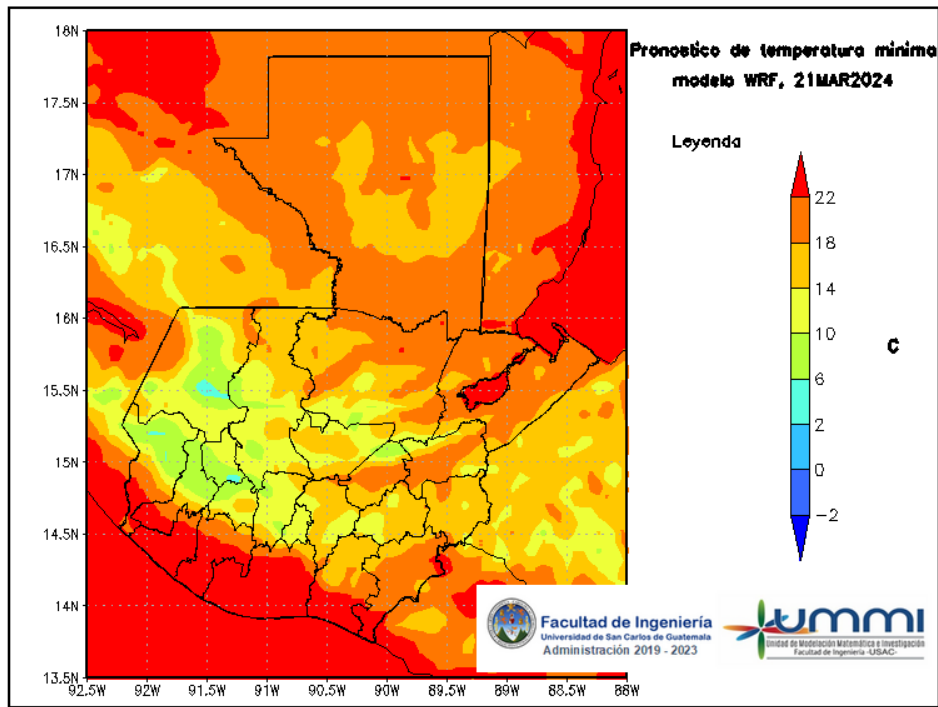 Pronostico de temperatura minima
modelo WRF, 21MAR2024
Leyenda
22
18
14
10
6
2
0
−2
C
18N
17.5N
17N
16.5N
16N
15.5N
15N
14.5N
14N
13.5N
92.5W
92W
91.5W
91W
90.5W
90W
89.5W
89W
88.5W
88W
Facultad de Ingeniería
Universidad de San Carlos de Guatemala
Administración 2019 - 2023
ummi
Unidad de Modelación Matemática e Investigación
Facultad de Ingeniería -USAC-